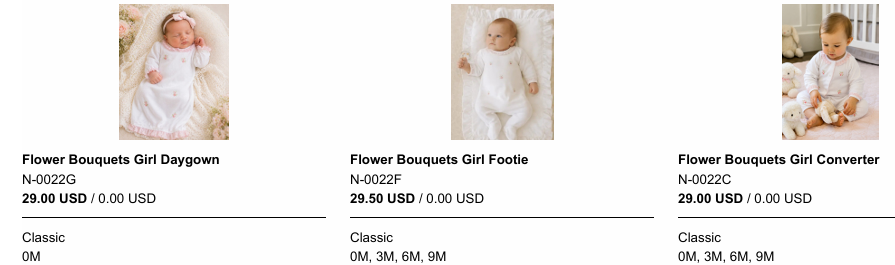 Flower Bouquets Girl Daygown
N-0022G
29.00 USD / 0.00 USD
Classic
0M
Flower Bouquets Girl Footie
N-0022F
29.50 USD / 0.00 USD
Classic
0M, 3M, 6M, 9M
Flower Bouquets Girl Converter
N-0022C
29.00 USD / 0.00 USD
Classic
0M, 3M, 6M, 9M